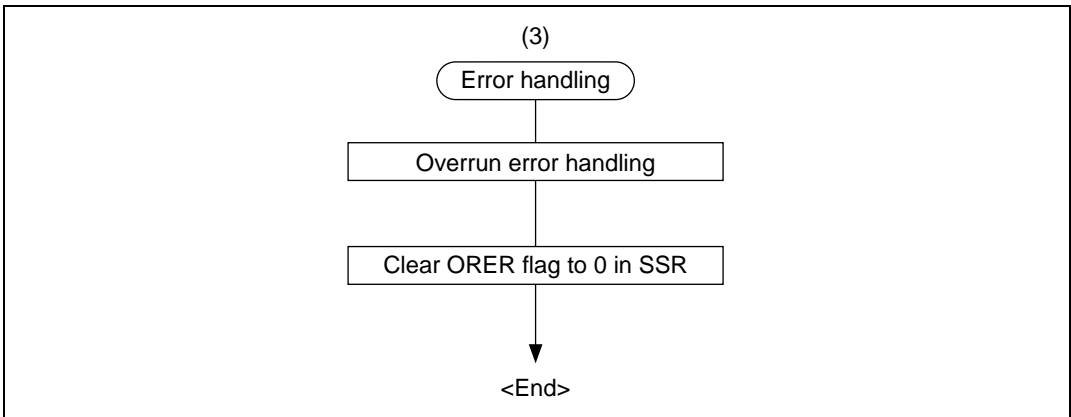 (3)
Error handling
Overrun error handling
Clear ORER flag to 0 in SSR
<End>